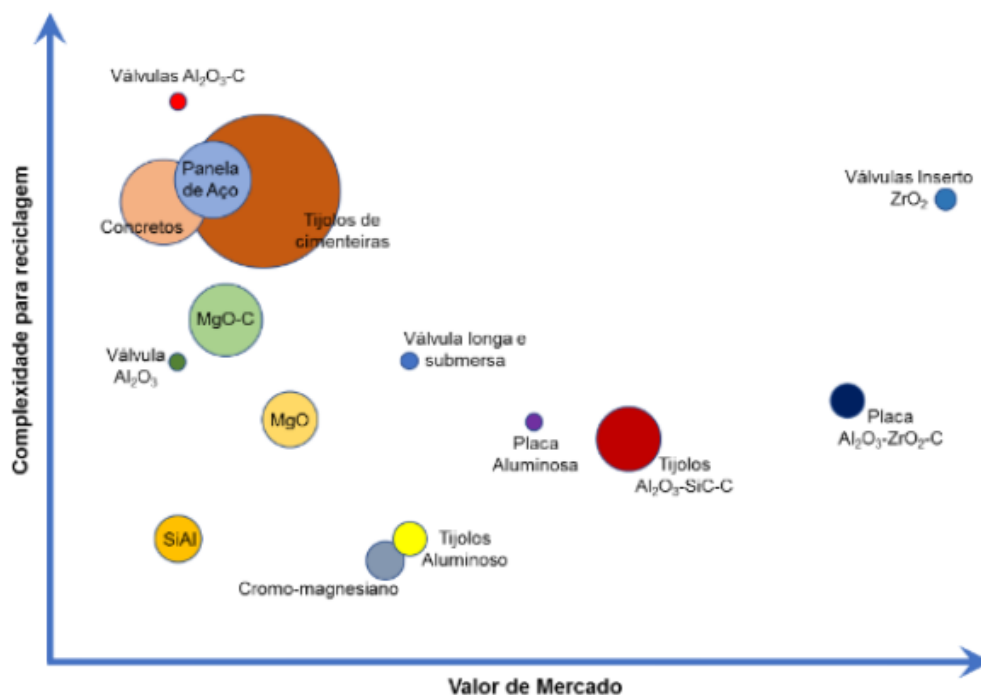 Válvulas Al₂O₃-C
Panela
de Aço
Concretos
Tijolos de
cimenteiras
Válvulas Inserto
ZrO₂
MgO-C
Válvula
Al₂O₃
Válvula longa e
submersa
MgO
Placa
Aluminosa
Tijolos
Al₂O₃-SiC-C
Placa
Al₂O₃-ZrO₂-C
SiAl
Tijolos
Aluminoso
Cromo-magnesiano
Complexidade para reciclagem
Valor de Mercado